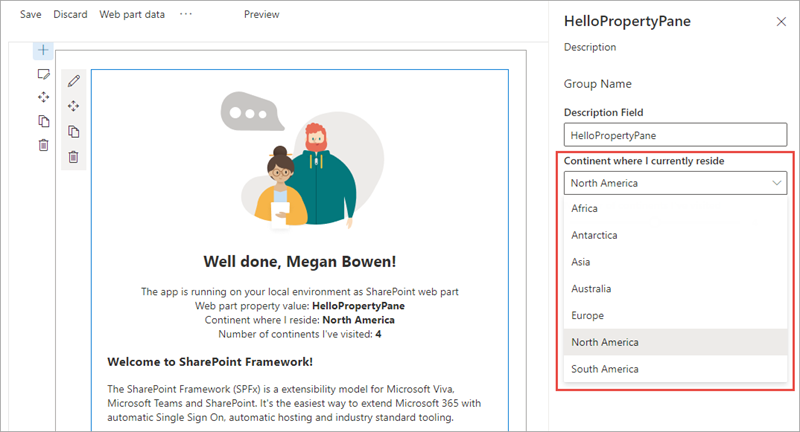 Save Discard Web part data ··· Preview
Well done, Megan Bowen!
The app is running on your local environment as SharePoint web part
Web part property value: HelloPropertyPane
Continent where I reside: North America
Number of continents I've visited: 4
Welcome to SharePoint Framework!
The SharePoint Framework (SPFx) is a extensibility model for Microsoft Viva,
Microsoft Teams and SharePoint. It's the easiest way to extend Microsoft 365 with
automatic Single Sign On, automatic hosting and industry standard tooling.
HelloPropertyPane
Description
Group Name
Description Field
HelloPropertyPane
Continent where I currently reside
North America
Africa
Antarctica
Asia
Australia
Europe
North America
South America